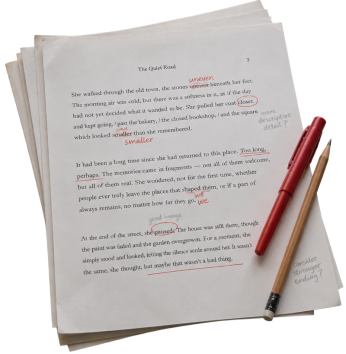 The Quiet Road
3
uneven
She walked through the old town, the stones beneath her feet.
The morning air was cold, but there was a softness to it, as if the day
had not yet decided what it wanted to be. She pulled her coat closer,
and kept going, past the bakery, the closed bookshop, and the square
which looked smaller than she remembered.
smaller
more
descriptive
detail?
It had been a long time since she had returned to this place. Too long,
perhaps. The memories came in fragments — not all of them welcome,
but all of them real. She wondered, not for the first time, whether
people ever truly leave the places that shaped them, or if a part of
always remains, no matter how far they go.
yet
good image
At the end of the street, she paused. The house was still there, though
the paint was faded and the garden overgrown. For a moment, she
simply stood and looked, letting the silence settle around her. It wasn't
the same, she thought, but maybe that wasn't a bad thing.
consider
stronger
ending?